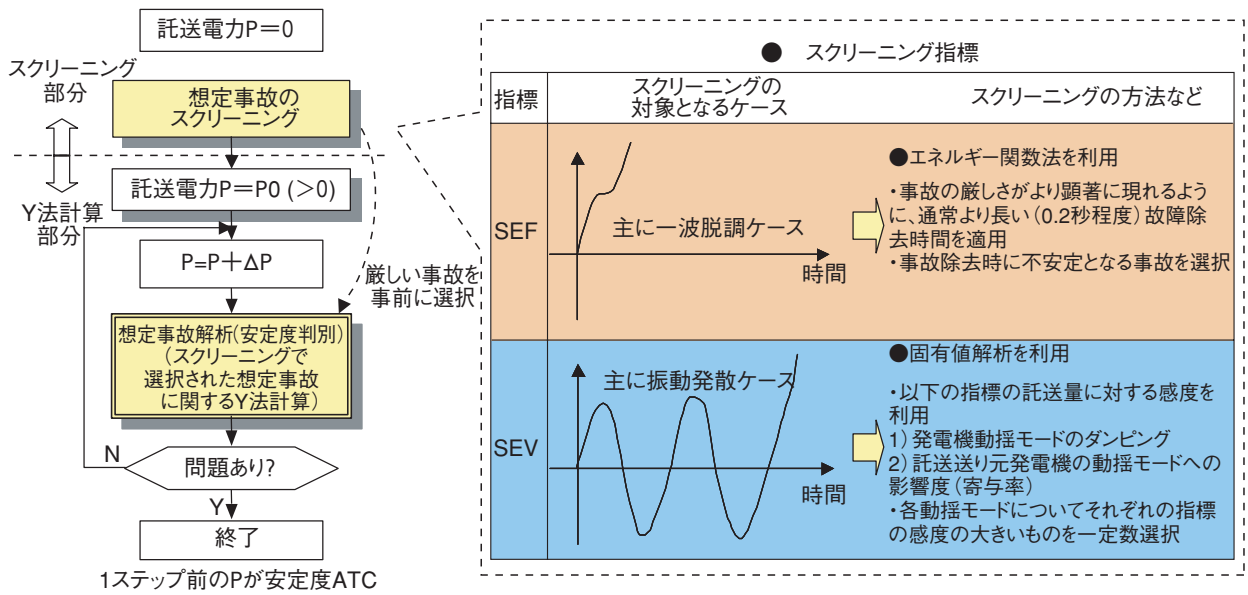 託送電力P=0
スクリーニング
部分
想定事故の
スクリーニング
託送電力P=P0 (>0)
Y法計算
部分
P=P+ΔP
厳しい事故を
事前に選択
想定事故解析(安定度判別)
(スクリーニングで
選択された想定事故
に関するY法計算)
N
問題あり?
Y
終了
1ステップ前のPが安定度ATC
● スクリーニング指標
指標
スクリーニングの
対象となるケース
スクリーニングの方法など
SEF
主に一波脱調ケース
時間
●エネルギー関数法を利用
・事故の厳しさがより顕著に現れるよう
に、通常より長い(0.2秒程度)故障除
去時間を適用
・事故除去時に不安定となる事故を選択
SEV
主に振動発散ケース
時間
●固有値解析を利用
・以下の指標の託送量に対する感度を
利用
1) 発電機動揺モードのダンピング
2) 託送送り元発電機の動揺モードへの
影響度(寄与率)
・各動揺モードについてそれぞれの指標
の感度の大きいものを一定数選択